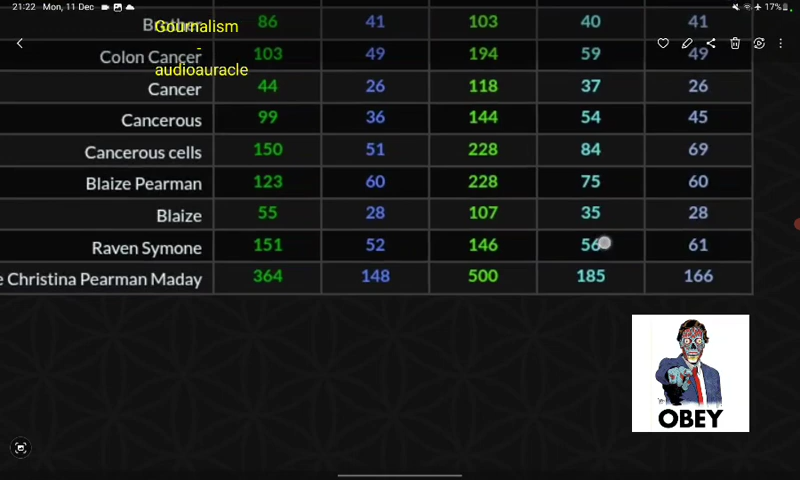 21:22 Mon, 11 Dec 17%
Brother 86 41 103 40 41
Gournalism
-
audioauracle
Colon Cancer 103 49 194 59 49
Cancer 44 26 118 37 26
Cancerous 99 36 144 54 45
Cancerous cells 150 51 228 84 69
Blaize Pearman 123 60 228 75 60
Blaize 55 28 107 35 28
Raven Symone 151 52 146 56 61
e Christina Pearman Maday 364 148 500 185 166
OBEY